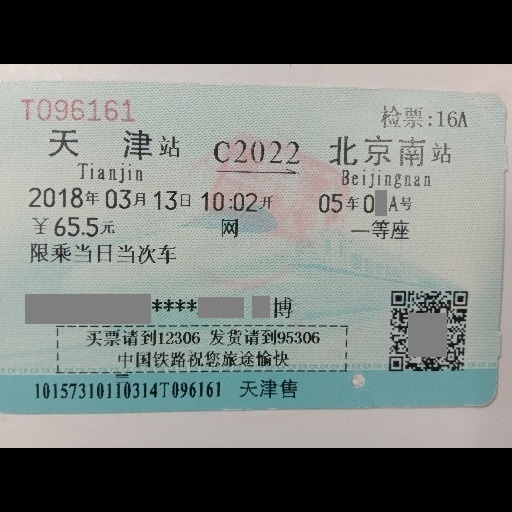 T096161 检票:16A
天津站 C2022 北京南站
Tianjin Beijingnan
2018年03月13日10:02开 05车0 A号
￥65.5元 网 一等座
限乘当日当次车
**** 博
买票请到12306 发货请到95306
中国铁路祝您旅途愉快
10157310110314T096161 天津售